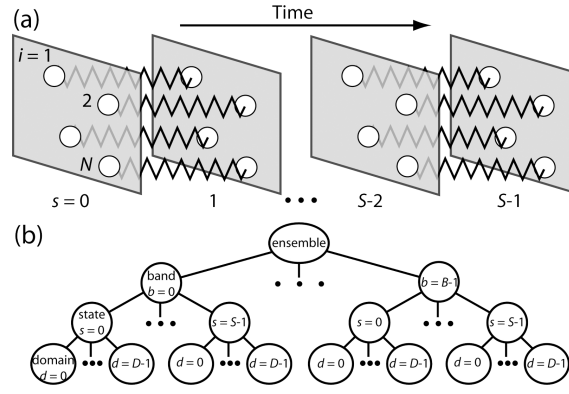 (a)
Time
i = 1
2
N
s = 0
1
S-2
S-1
(b)
ensemble
band
b = 0
b = B-1
state
s = 0
s = S-1
s = 0
s = S-1
domain
d = 0
d = D-1
d = 0
d = D-1
d = 0
d = D-1
d = 0
d = D-1